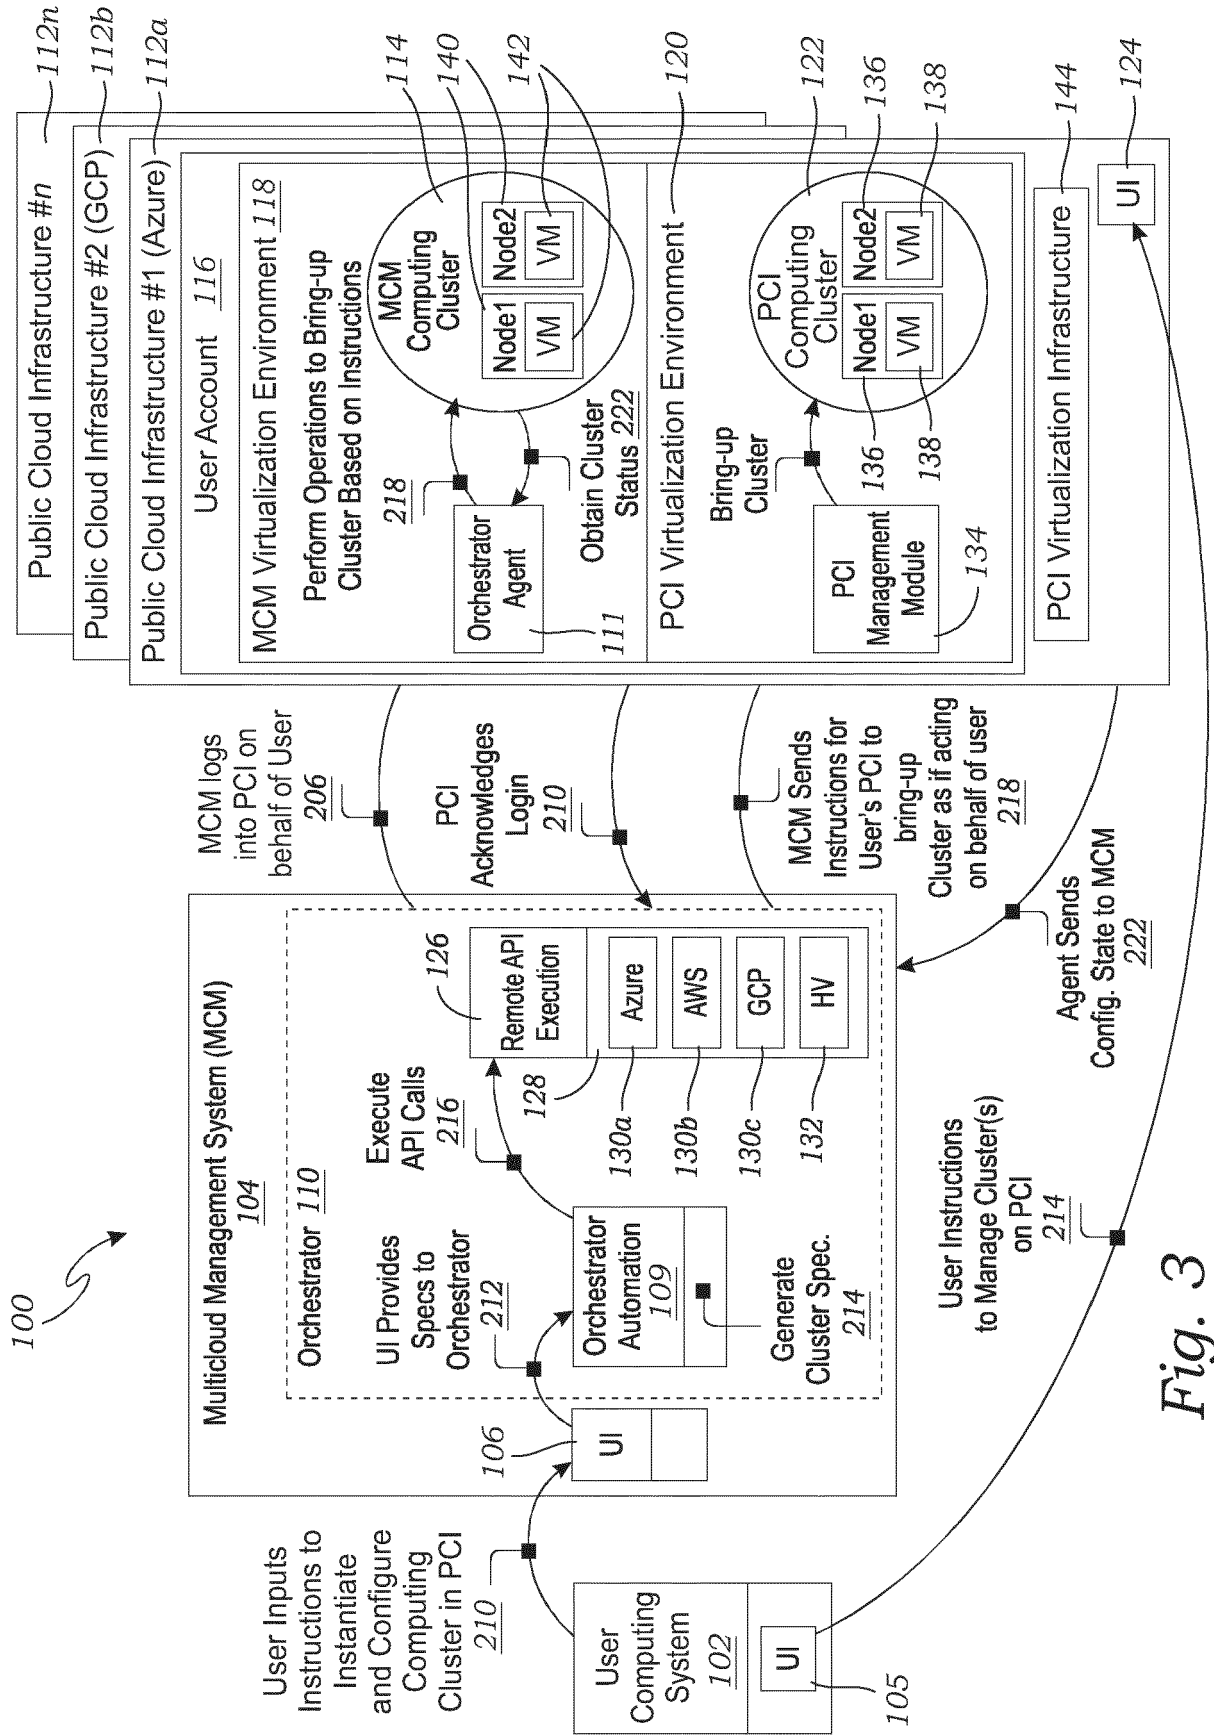 100
Multicloud Management System (MCM)
104
Orchestrator 110
UI Provides
Specs to
Orchestrator
212
Execute
API Calls
216
126
Remote API
Execution
128
Azure
AWS
GCP
HV
130a
130b
130c
132
Orchestrator
Automation
109
Generate
Cluster Spec.
214
106
UI
User Inputs
Instructions to
Instantiate
and Configure
Computing
Cluster in PCI
210
User
Computing
System
102
UI
105
MCM logs
into PCI on
behalf of User
206
PCI
Acknowledges
Login
210
MCM Sends
Instructions for
User's PCI to
bring-up
Cluster as if acting
on behalf of user
218
Agent Sends
Config. State to MCM
222
User Instructions
to Manage Cluster(s)
on PCI
214
Public Cloud Infrastructure #n
112n
Public Cloud Infrastructure #2 (GCP)
112b
Public Cloud Infrastructure #1 (Azure)
112a
User Account 116
MCM Virtualization Environment 118
Perform Operations to Bring-up
Cluster Based on Instructions
218
Orchestrator
Agent
111
Obtain Cluster
Status 222
MCM
Computing
Cluster
Node1
VM
Node2
VM
114
140
142
PCI Virtualization Environment
120
Bring-up
Cluster
PCI
Management
Module
134
PCI
Computing
Cluster
Node1
VM
Node2
VM
122
136
138
136
138
PCI Virtualization Infrastructure
144
UI
124
Fig. 3